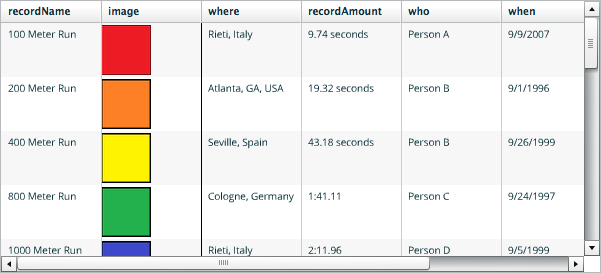 recordName image where recordAmount who when
100 Meter Run Rieti, Italy 9.74 seconds Person A 9/9/2007
200 Meter Run Atlanta, GA, USA 19.32 seconds Person B 9/1/1996
400 Meter Run Seville, Spain 43.18 seconds Person B 9/26/1999
800 Meter Run Cologne, Germany 1:41.11 Person C 9/24/1997
1000 Meter Run Rieti, Italy 2:11.96 Person D 9/5/1999